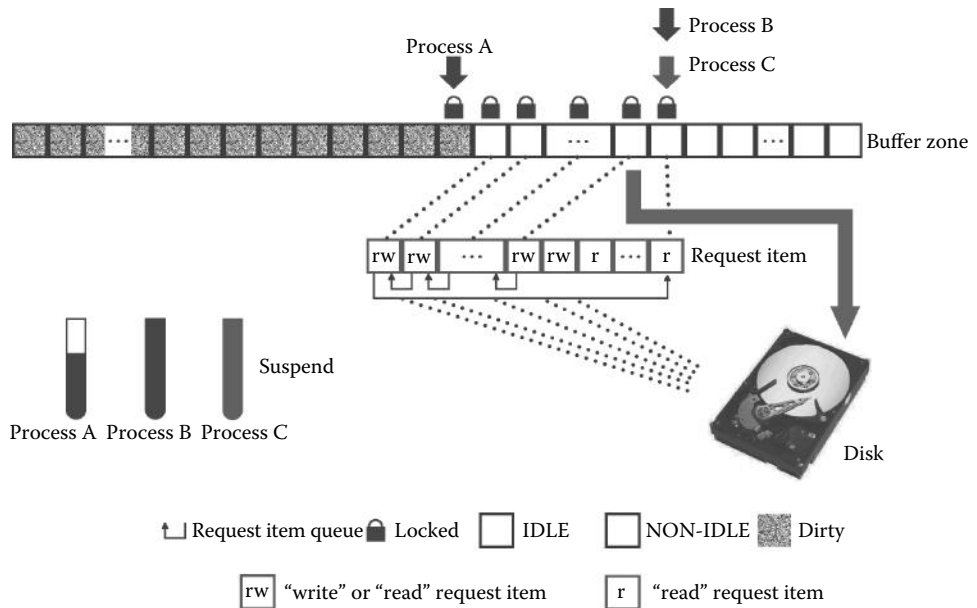 Process B
Process A
Process C
... ... ...
Buffer zone
rw rw ... rw rw r ... r
Request item
Suspend
Process A Process B Process C
Disk
Request item queue Locked IDLE NON-IDLE Dirty
rw “write” or “read” request item r “read” request item